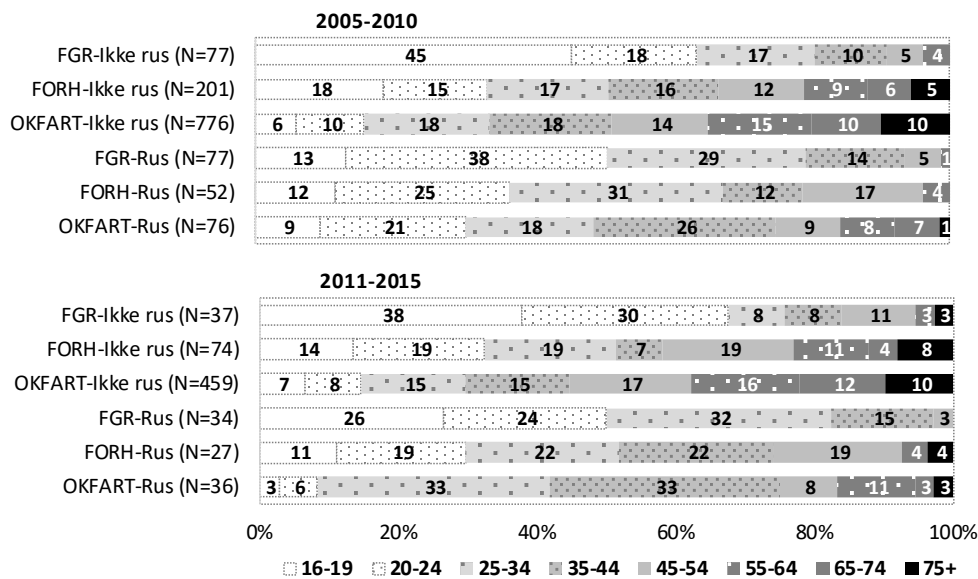 2005-2010
FGR-Ikke rus (N=77) 45 18 17 10 5 4
FORH-Ikke rus (N=201) 18 15 17 16 12 9 6 5
OKFART-Ikke rus (N=776) 6 10 18 18 14 15 10 10
FGR-Rus (N=77) 13 38 29 14 5 1
FORH-Rus (N=52) 12 25 31 12 17 4
OKFART-Rus (N=76) 9 21 18 26 9 8 7 1
2011-2015
FGR-Ikke rus (N=37) 38 30 8 8 11 3 3
FORH-Ikke rus (N=74) 14 19 19 7 19 11 4 8
OKFART-Ikke rus (N=459) 7 8 15 15 17 16 12 10
FGR-Rus (N=34) 26 24 32 15 3
FORH-Rus (N=27) 11 19 22 22 19 4 4
OKFART-Rus (N=36) 3 6 33 33 8 11 3 3
0% 20% 40% 60% 80% 100%
16-19 20-24 25-34 35-44 45-54 55-64 65-74 75+